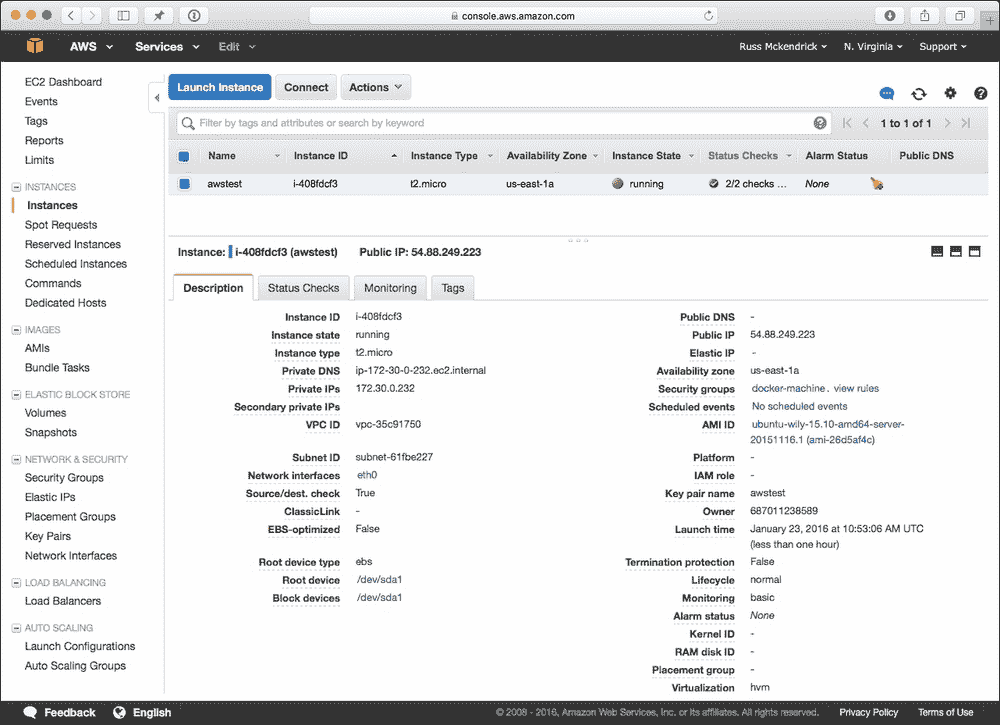 console.aws.amazon.com
AWS Services Edit Russ Mckendrick N. Virginia Support
EC2 Dashboard
Events
Tags
Reports
Limits
INSTANCES
Instances
Spot Requests
Reserved Instances
Scheduled Instances
Commands
Dedicated Hosts
IMAGES
AMIs
Bundle Tasks
ELASTIC BLOCK STORE
Volumes
Snapshots
NETWORK & SECURITY
Security Groups
Elastic IPs
Placement Groups
Key Pairs
Network Interfaces
LOAD BALANCING
Load Balancers
AUTO SCALING
Launch Configurations
Auto Scaling Groups
Launch Instance Connect Actions
Filter by tags and attributes or search by keyword 1 to 1 of 1
Name Instance ID Instance Type Availability Zone Instance State Status Checks Alarm Status Public DNS
awstest i-408fdcf3 t2.micro us-east-1a running 2/2 checks ... None
Instance: i-408fdcf3 (awstest) Public IP: 54.88.249.223
Description Status Checks Monitoring Tags
Instance ID i-408fdcf3
Instance state running
Instance type t2.micro
Private DNS ip-172-30-0-232.ec2.internal
Private IPs 172.30.0.232
Secondary private IPs
VPC ID vpc-35c91750
Subnet ID subnet-61fbe227
Network interfaces eth0
Source/dest. check True
ClassicLink -
EBS-optimized False
Root device type ebs
Root device /dev/sda1
Block devices /dev/sda1
Public DNS -
Public IP 54.88.249.223
Elastic IP -
Availability zone us-east-1a
Security groups docker-machine. view rules
Scheduled events No scheduled events
AMI ID ubuntu-wily-15.10-amd64-server-
20151116.1 (ami-26d5af4c)
Platform -
IAM role -
Key pair name awstest
Owner 687011238589
Launch time January 23, 2016 at 10:53:06 AM UTC
(less than one hour)
Termination protection False
Lifecycle normal
Monitoring basic
Alarm status None
Kernel ID -
RAM disk ID -
Placement group -
Virtualization hvm
Feedback English © 2008 - 2016, Amazon Web Services, Inc. or its affiliates. All rights reserved. Privacy Policy Terms of Use